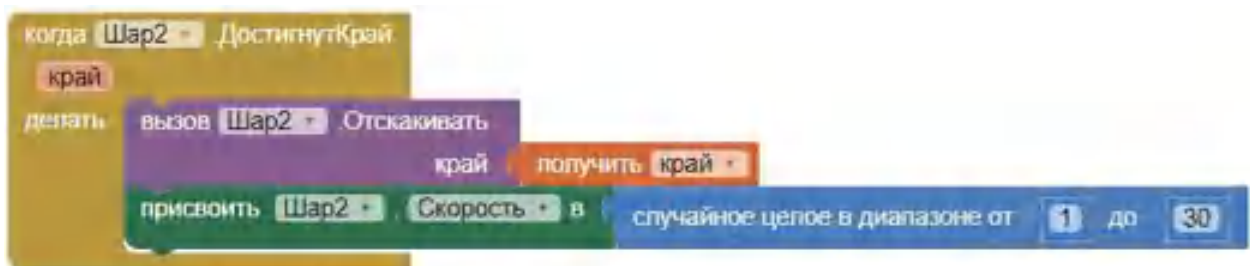 когда Шар2 .ДостигнутКрай
край
делать вызов Шар2 .Отскакивать
край получить край
присвоить Шар2 . Скорость в случайное целое в диапазоне от 1 до 30